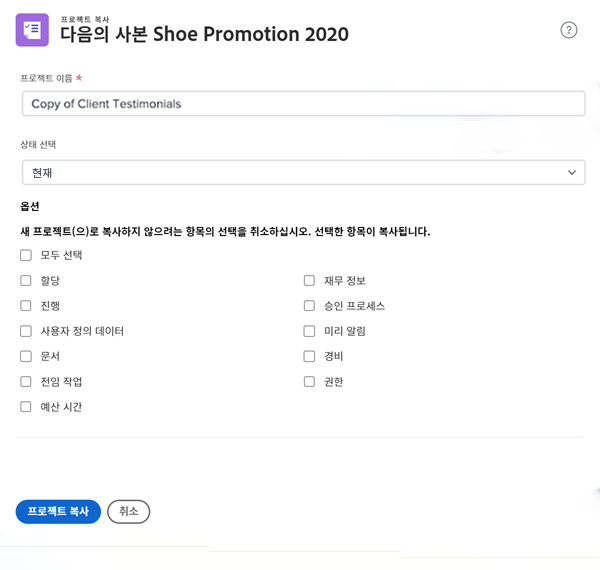 프로젝트 복사
다음의 사본 Shoe Promotion 2020
?
프로젝트 이름 *
Copy of Client Testimonials
상태 선택
현재
옵션
새 프로젝트(으)로 복사하지 않으려는 항목의 선택을 취소하십시오. 선택한 항목이 복사됩니다.
모두 선택
할당 재무 정보
진행 승인 프로세스
사용자 정의 데이터 미리 알림
문서 경비
전임 작업 권한
예산 시간
프로젝트 복사 취소